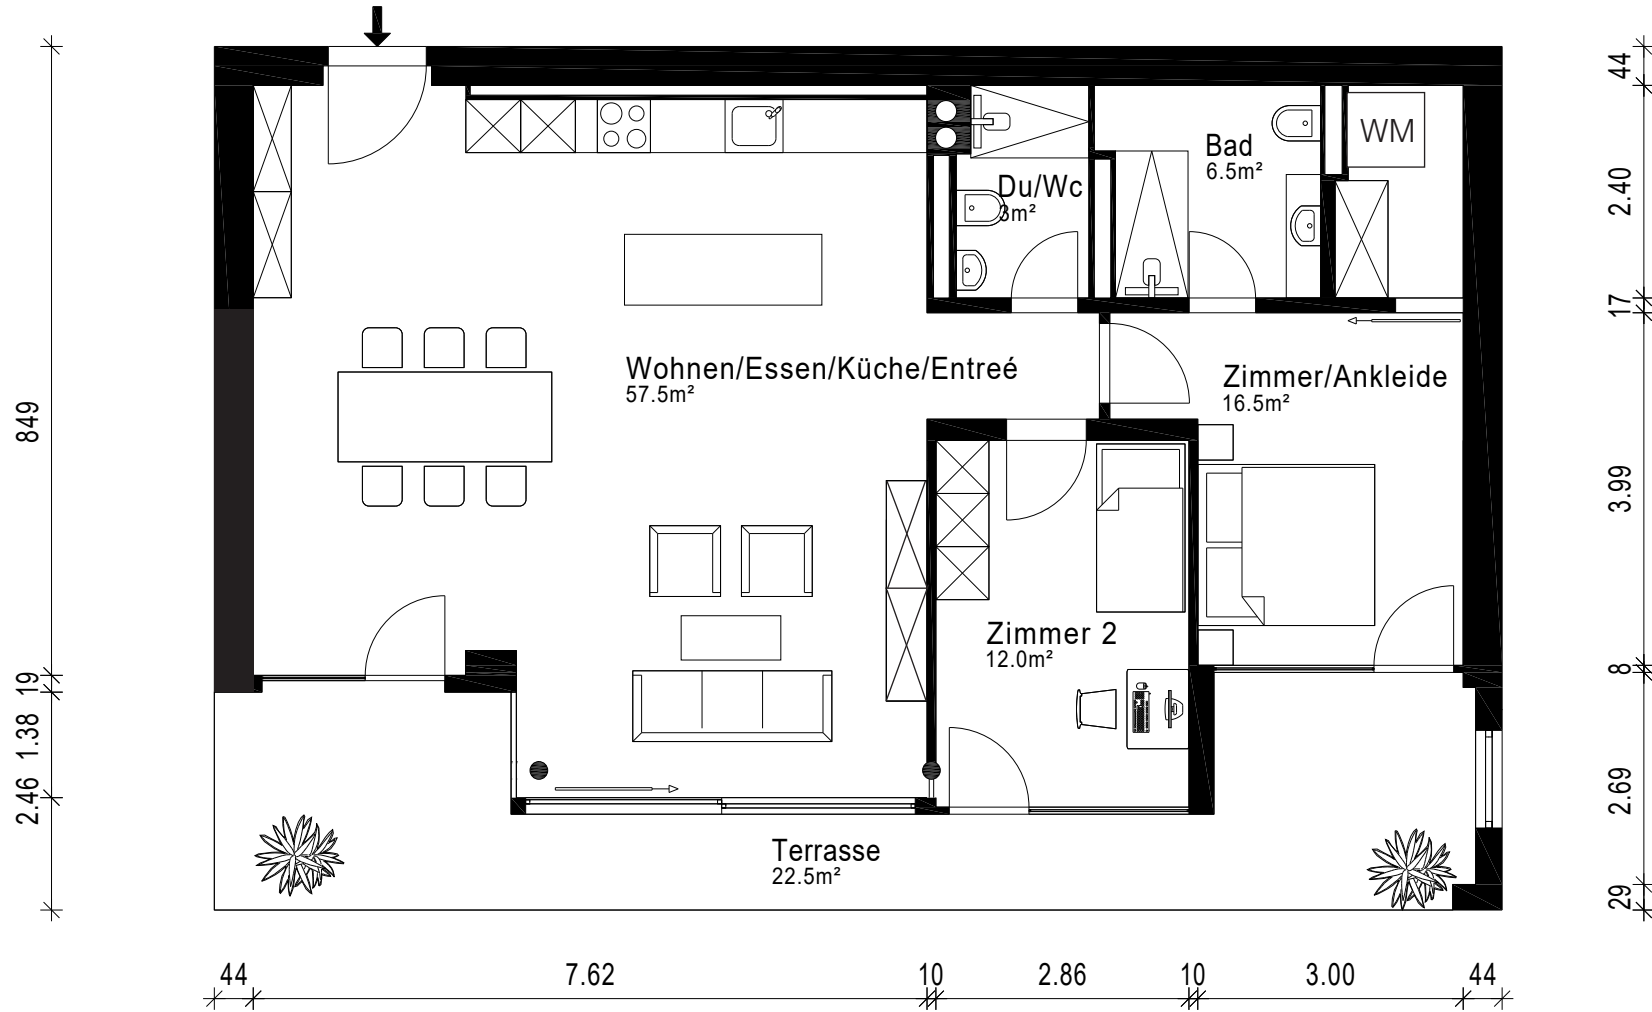 44
WM
Bad
6.5m²
Du/Wc
3m²
2.40
17
Wohnen/Essen/Küche/Entreé
57.5m²
Zimmer/Ankleide
16.5m²
849
3.99
Zimmer 2
12.0m²
19
8
1.38
2.46
2.69
Terrasse
22.5m²
29
44
7.62
10
2.86
10
3.00
44